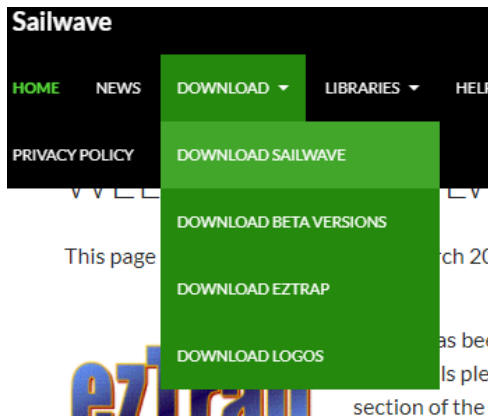 Sailwave
HOME NEWS DOWNLOAD LIBRARIES
PRIVACY POLICY DOWNLOAD SAILWAVE
DOWNLOAD BETA VERSIONS
This page
DOWNLOAD EZTRAP
DOWNLOAD LOGOS
section of the